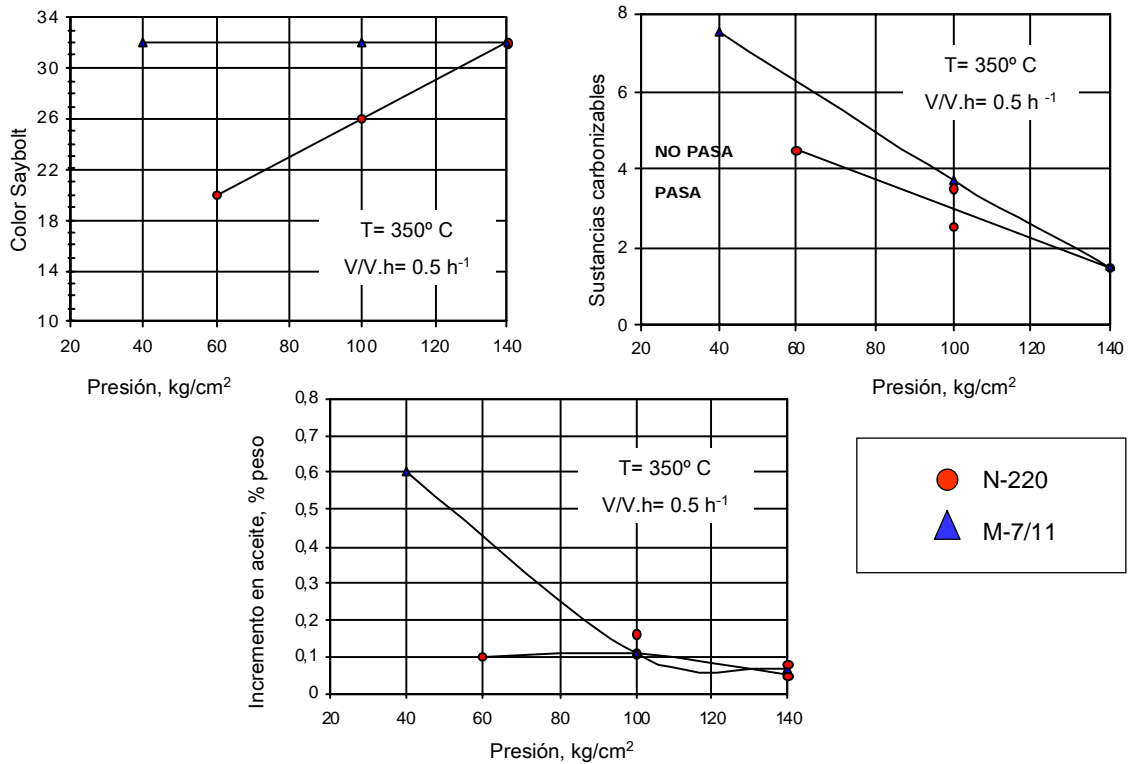 34
30
26
22
18
14
10
20 40 60 80 100 120 140
Color Saybolt
Presión, kg/cm2
T= 350º C
V/V.h= 0.5 h-1
8
6
4
2
0
20 40 60 80 100 120 140
Sustancias carbonizables
Presión, kg/cm2
T= 350º C
V/V.h= 0.5 h -1
NO PASA
PASA
0,8
0,7
0,6
0,5
0,4
0,3
0,2
0,1
0
20 40 60 80 100 120 140
Incremento en aceite, % peso
Presión, kg/cm2
T= 350º C
V/V.h= 0.5 h-1
N-220
M-7/11